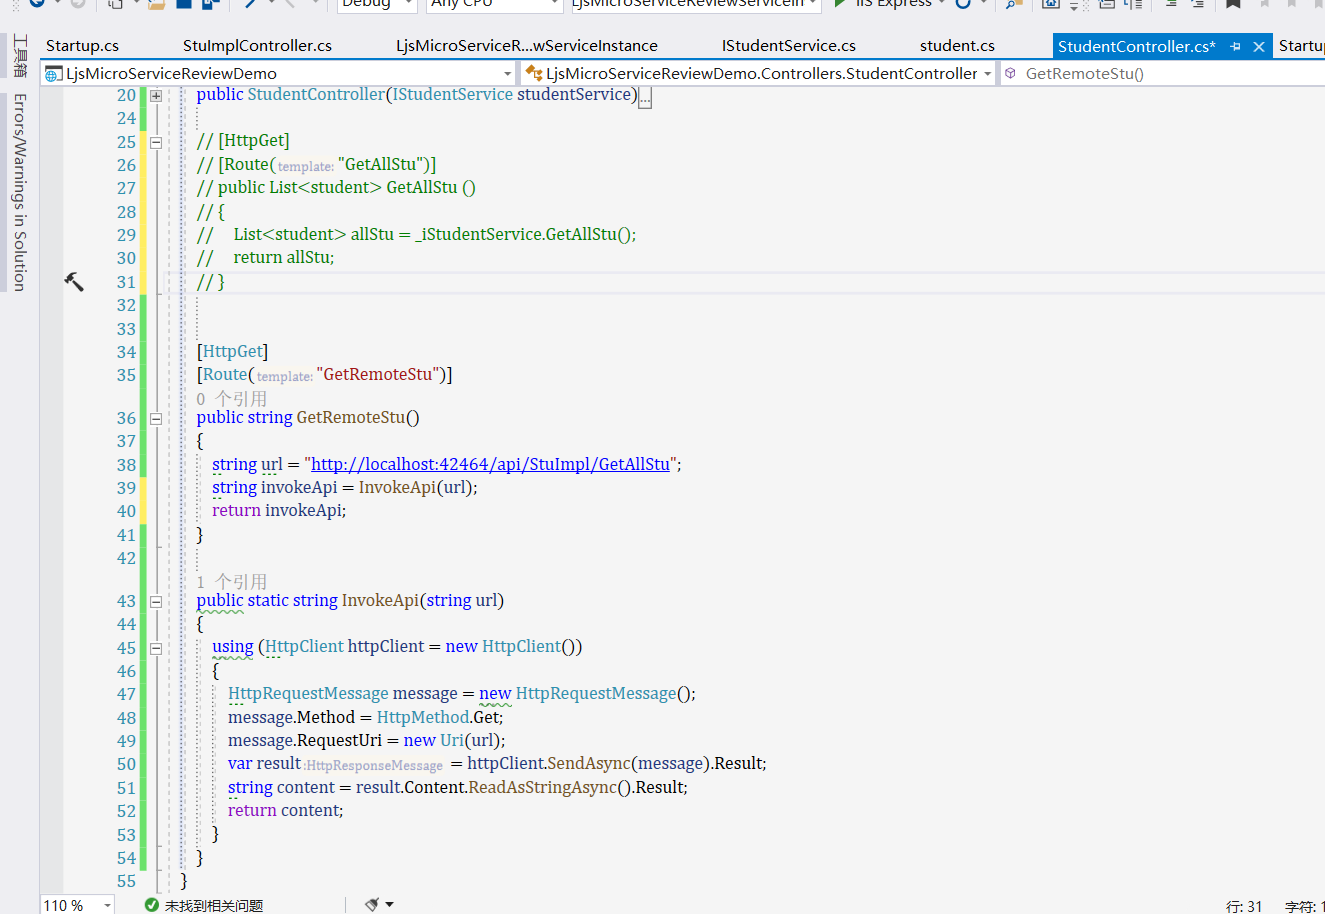 Debug Any CPU LjsMicroServiceReviewServiceIn IIS Express
工具箱
Errors/Warnings in Solution
Startup.cs StuImplController.cs LjsMicroServiceR...wServiceInstance IStudentService.cs student.cs StudentController.cs* Startu
LjsMicroServiceReviewDemo LjsMicroServiceReviewDemo.Controllers.StudentController GetRemoteStu()
20 public StudentController(IStudentService studentService)...
24
25 // [HttpGet]
26 // [Route(template: "GetAllStu")]
27 // public List<student> GetAllStu ()
28 // {
29 // List<student> allStu = _iStudentService.GetAllStu();
30 // return allStu;
31 // }
32
33
34 [HttpGet]
35 [Route(template: "GetRemoteStu")]
0 个引用
36 public string GetRemoteStu()
37 {
38 string url = "http://localhost:42464/api/StuImpl/GetAllStu";
39 string invokeApi = InvokeApi(url);
40 return invokeApi;
41 }
42
1 个引用
43 public static string InvokeApi(string url)
44 {
45 using (HttpClient httpClient = new HttpClient())
46 {
47 HttpRequestMessage message = new HttpRequestMessage();
48 message.Method = HttpMethod.Get;
49 message.RequestUri = new Uri(url);
50 var result:HttpResponseMessage = httpClient.SendAsync(message).Result;
51 string content = result.Content.ReadAsStringAsync().Result;
52 return content;
53 }
54 }
55 }
110 % 未找到相关问题 行: 31 字符: 1